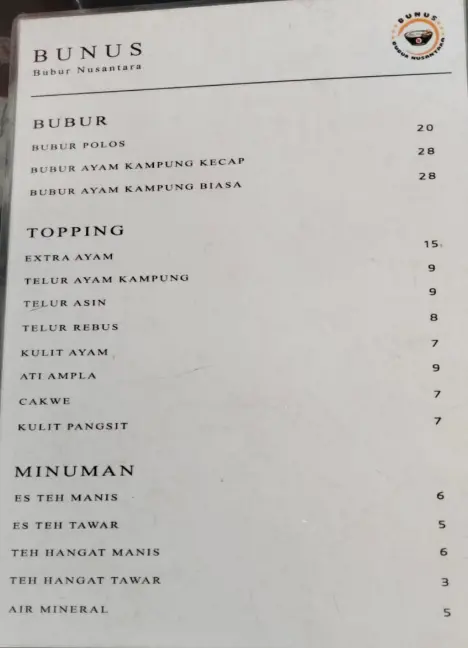 BUNUS
Bubur Nusantara
BUNUS
BUBUR NUSANTARA
BUBUR
BUBUR POLOS 20
BUBUR AYAM KAMPUNG KECAP 28
BUBUR AYAM KAMPUNG BIASA 28
TOPPING
EXTRA AYAM 15
TELUR AYAM KAMPUNG 9
TELUR ASIN 9
TELUR REBUS 8
KULIT AYAM 7
ATI AMPLA 9
CAKWE 7
KULIT PANGSIT 7
MINUMAN
ES TEH MANIS 6
ES TEH TAWAR 5
TEH HANGAT MANIS 6
TEH HANGAT TAWAR 3
AIR MINERAL 5